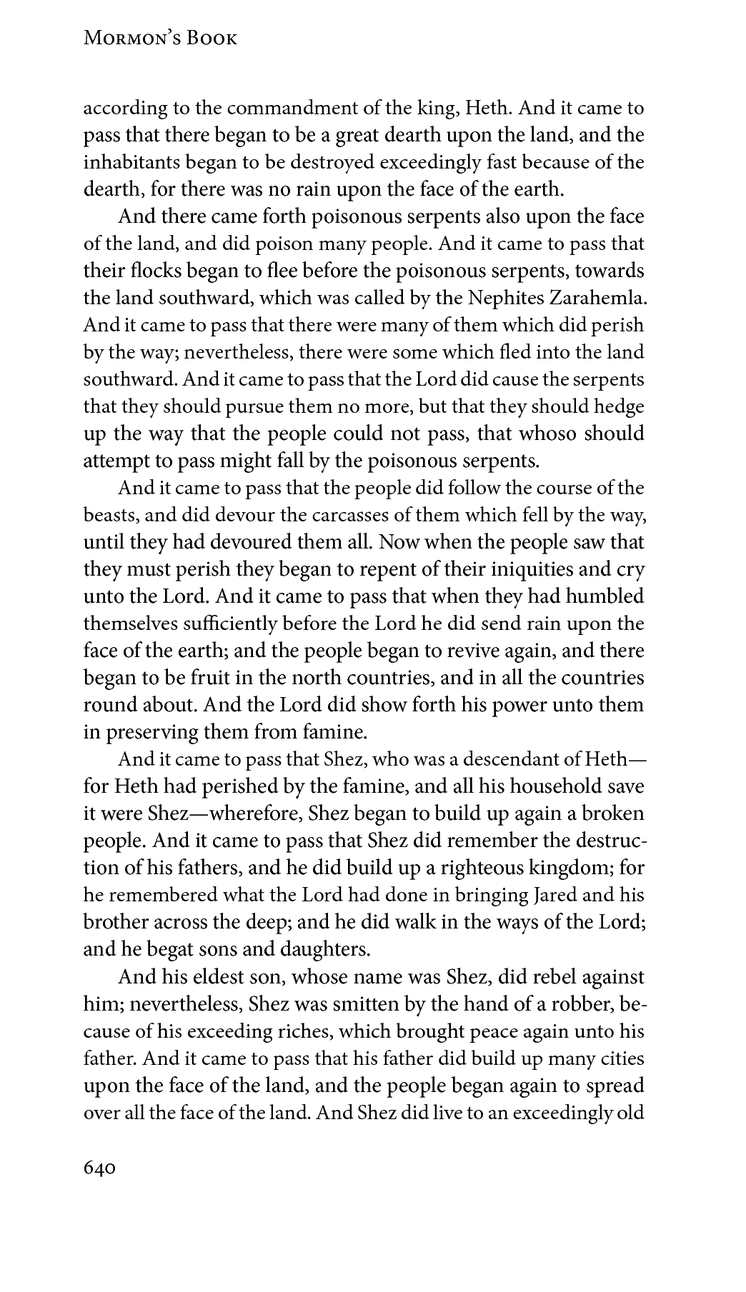 Mormon's Book
according to the commandment of the king, Heth. And it came to
pass that there began to be a great dearth upon the land, and the
inhabitants began to be destroyed exceedingly fast because of the
dearth, for there was no rain upon the face of the earth.
And there came forth poisonous serpents also upon the face
of the land, and did poison many people. And it came to pass that
their flocks began to flee before the poisonous serpents, towards
the land southward, which was called by the Nephites Zarahemla.
And it came to pass that there were many of them which did perish
by the way; nevertheless, there were some which fled into the land
southward. And it came to pass that the Lord did cause the serpents
that they should pursue them no more, but that they should hedge
up the way that the people could not pass, that whoso should
attempt to pass might fall by the poisonous serpents.
And it came to pass that the people did follow the course of the
beasts, and did devour the carcasses of them which fell by the way,
until they had devoured them all. Now when the people saw that
they must perish they began to repent of their iniquities and cry
unto the Lord. And it came to pass that when they had humbled
themselves sufficiently before the Lord he did send rain upon the
face of the earth; and the people began to revive again, and there
began to be fruit in the north countries, and in all the countries
round about. And the Lord did show forth his power unto them
in preserving them from famine.
And it came to pass that Shez, who was a descendant of Heth—
for Heth had perished by the famine, and all his household save
it were Shez—wherefore, Shez began to build up again a broken
people. And it came to pass that Shez did remember the destruc-
tion of his fathers, and he did build up a righteous kingdom; for
he remembered what the Lord had done in bringing Jared and his
brother across the deep; and he did walk in the ways of the Lord;
and he begat sons and daughters.
And his eldest son, whose name was Shez, did rebel against
him; nevertheless, Shez was smitten by the hand of a robber, be-
cause of his exceeding riches, which brought peace again unto his
father. And it came to pass that his father did build up many cities
upon the face of the land, and the people began again to spread
over all the face of the land. And Shez did live to an exceedingly old
640